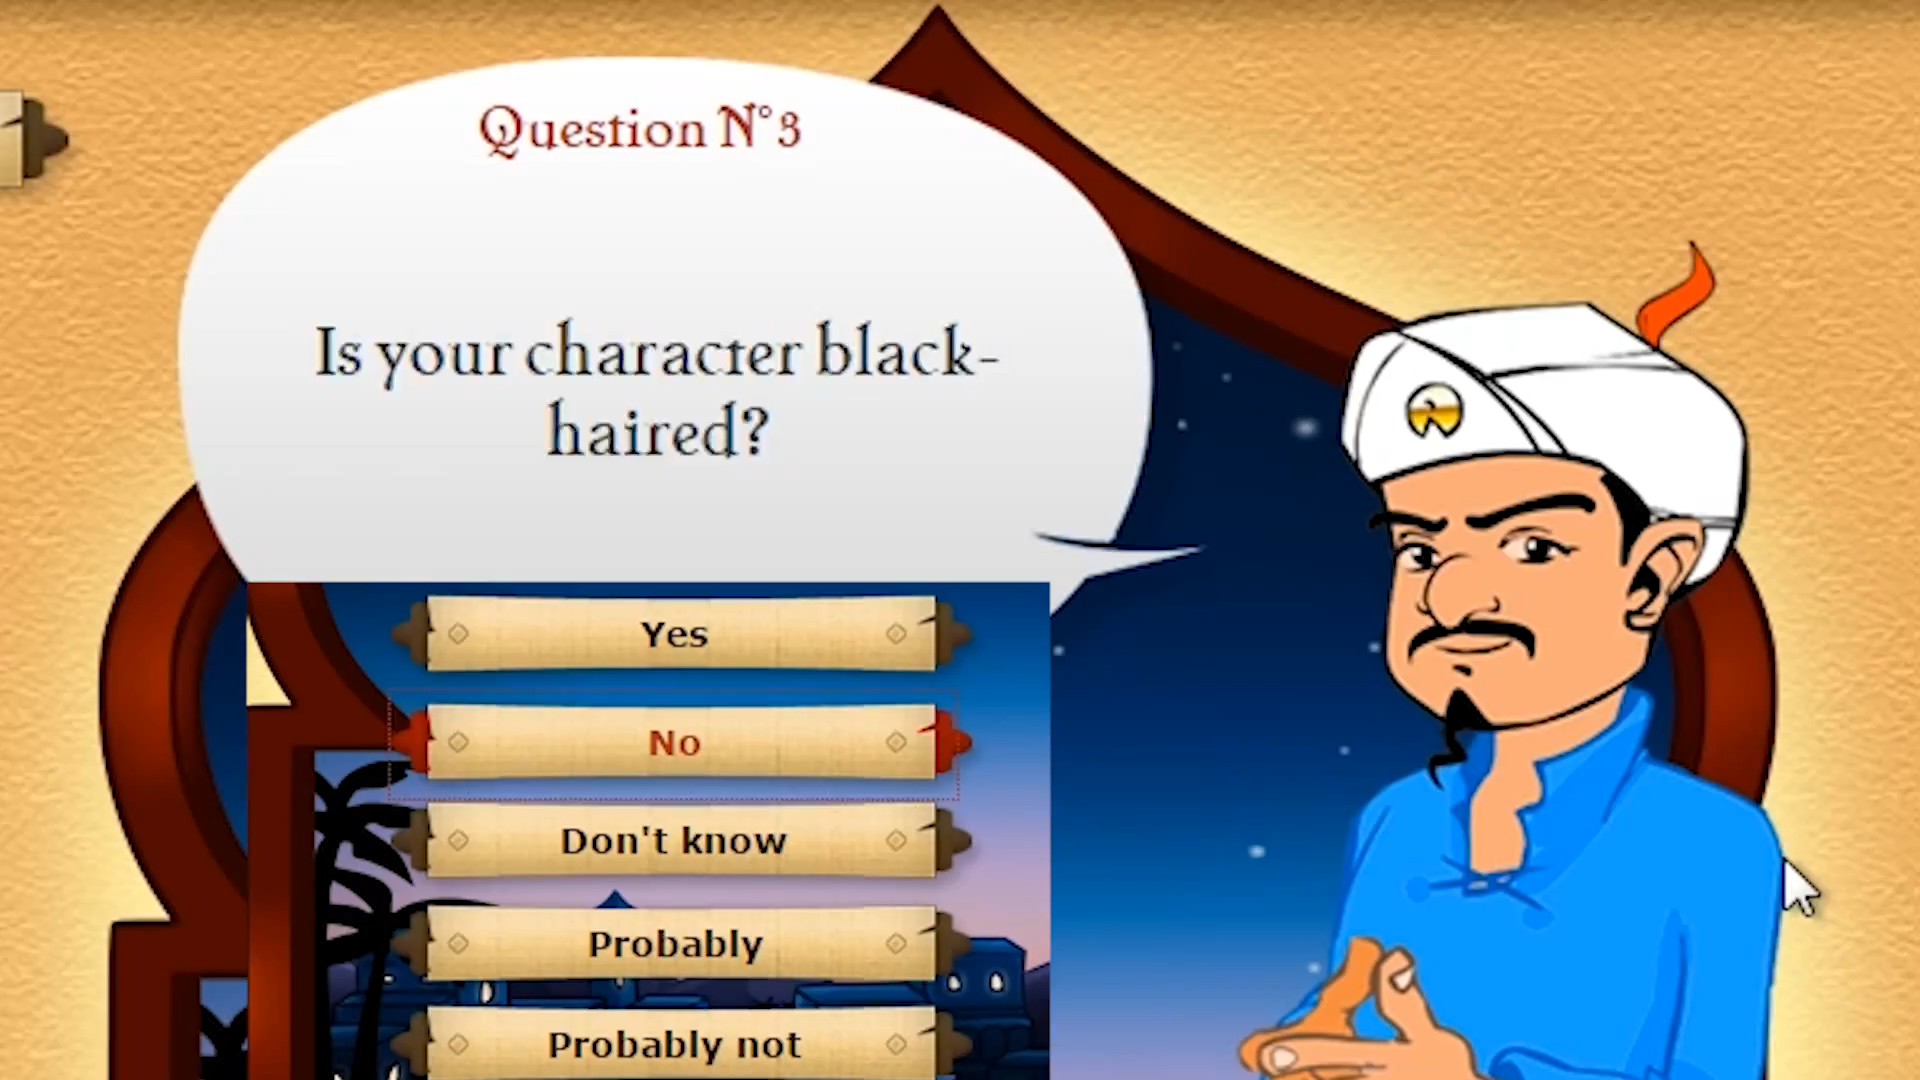 Question N°3
Is your character black-
haired?
Yes
No
Don't know
Probably
Probably not